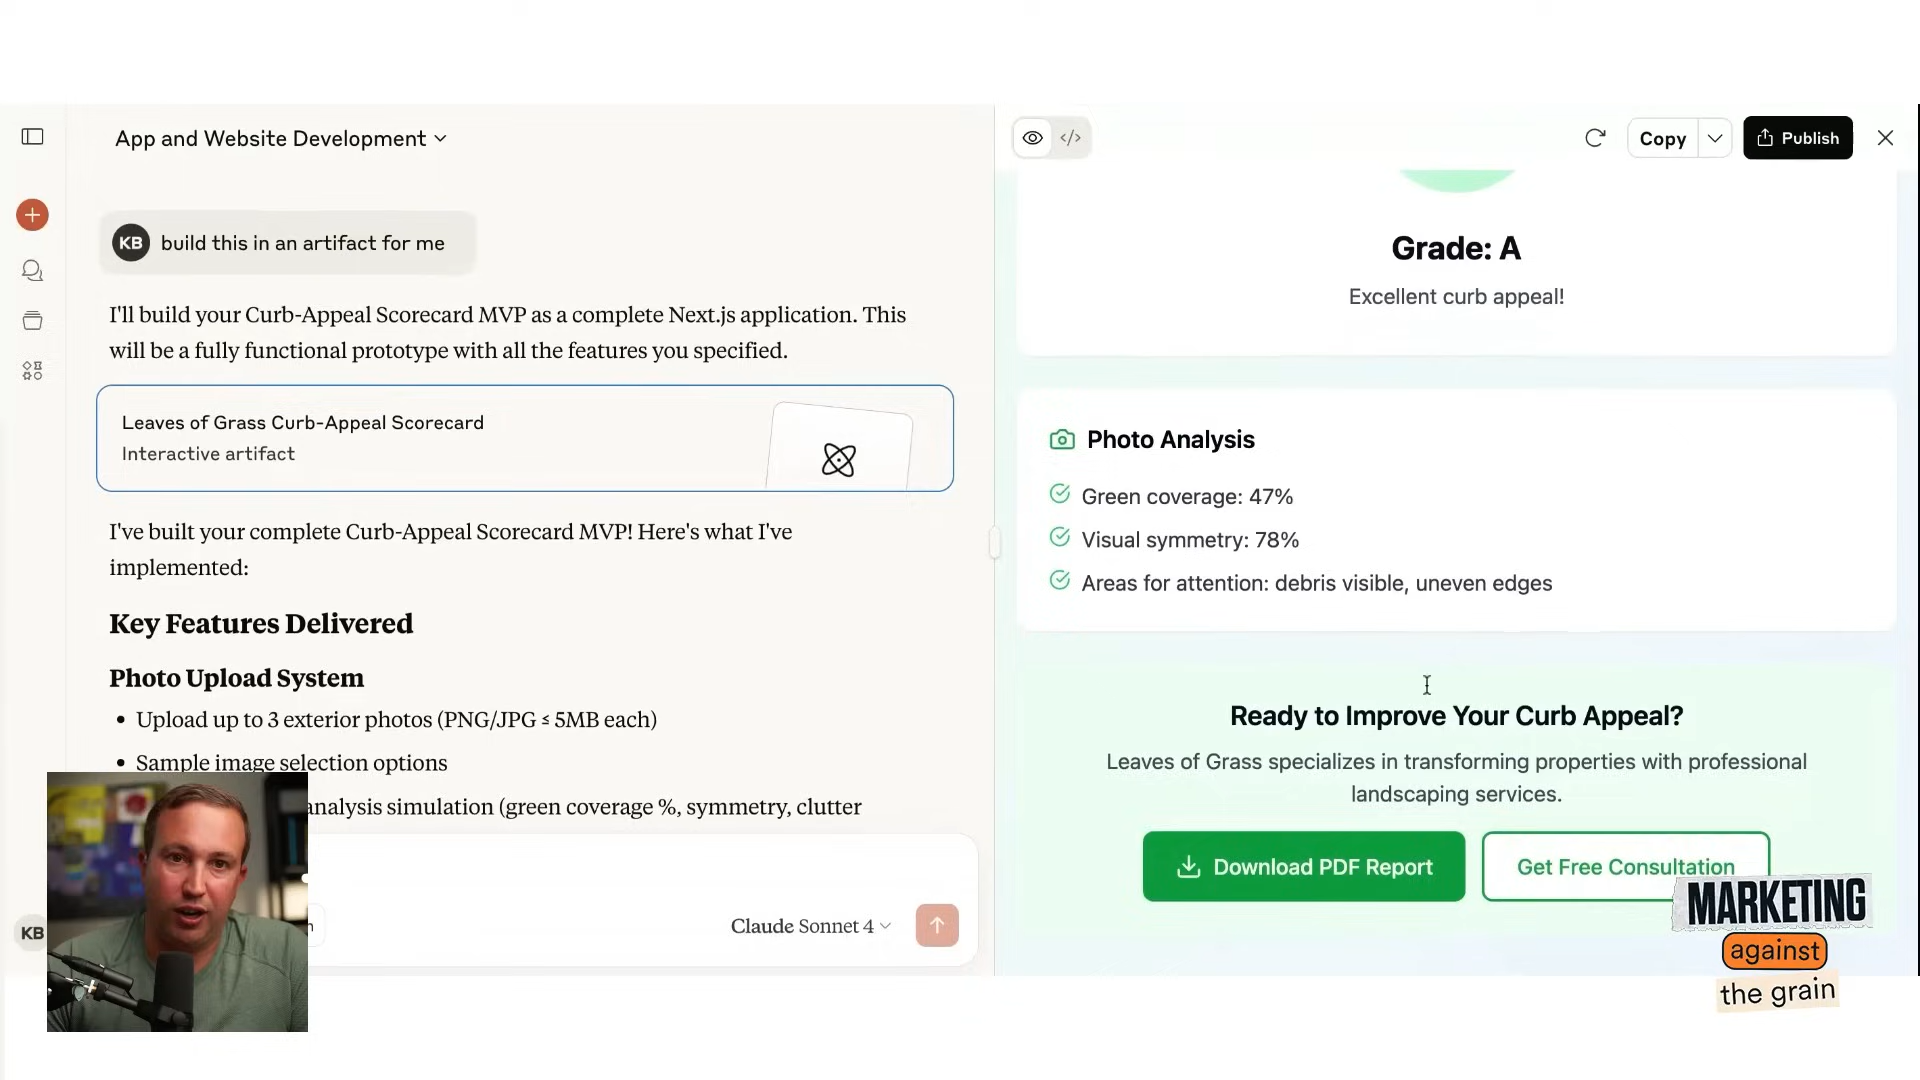 App and Website Development
KB
build this in an artifact for me
I'll build your Curb-Appeal Scorecard MVP as a complete Next.js application. This
will be a fully functional prototype with all the features you specified.
Leaves of Grass Curb-Appeal Scorecard
Interactive artifact
I've built your complete Curb-Appeal Scorecard MVP! Here's what I've
implemented:
Key Features Delivered
Photo Upload System
• Upload up to 3 exterior photos (PNG/JPG ≤ 5MB each)
• Sample image selection options
analysis simulation (green coverage %, symmetry, clutter
Claude Sonnet 4
KB
Copy
Publish
Grade: A
Excellent curb appeal!
Photo Analysis
Green coverage: 47%
Visual symmetry: 78%
Areas for attention: debris visible, uneven edges
Ready to Improve Your Curb Appeal?
Leaves of Grass specializes in transforming properties with professional
landscaping services.
Download PDF Report
Get Free Consultation
MARKETING
against
the grain